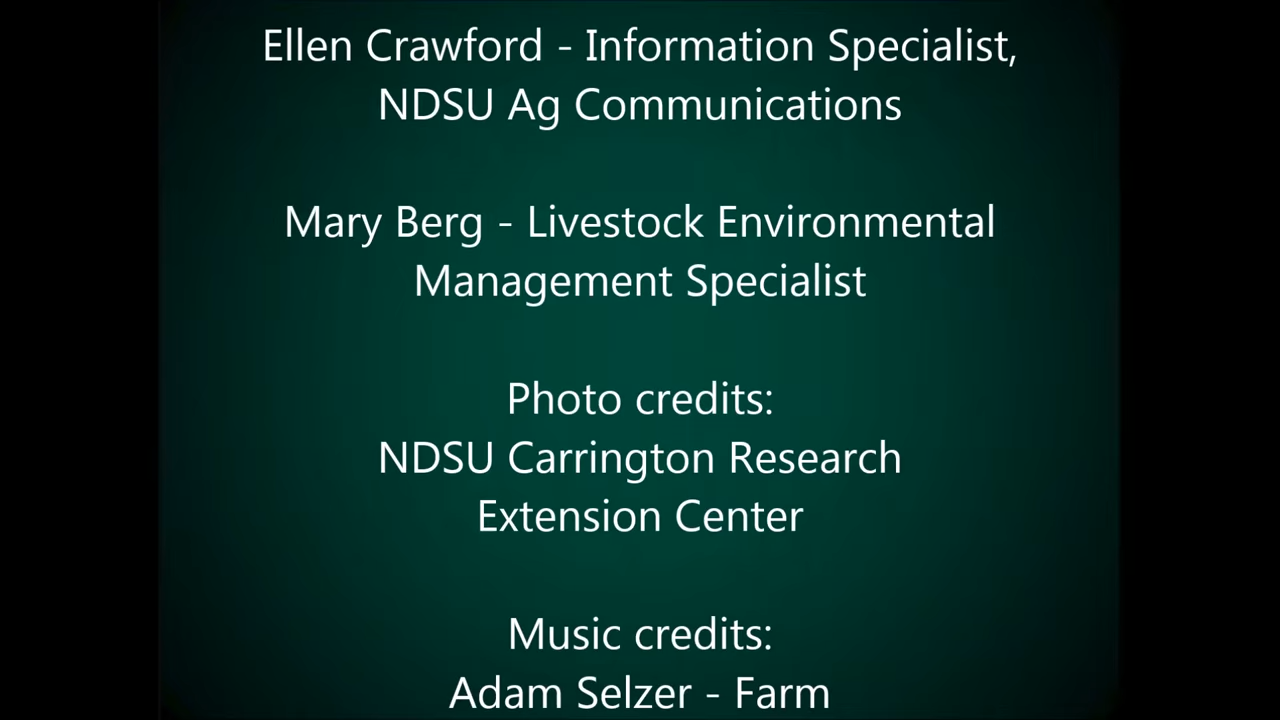 Ellen Crawford - Information Specialist,
NDSU Ag Communications
Mary Berg - Livestock Environmental
Management Specialist
Photo credits:
NDSU Carrington Research
Extension Center
Music credits:
Adam Selzer - Farm